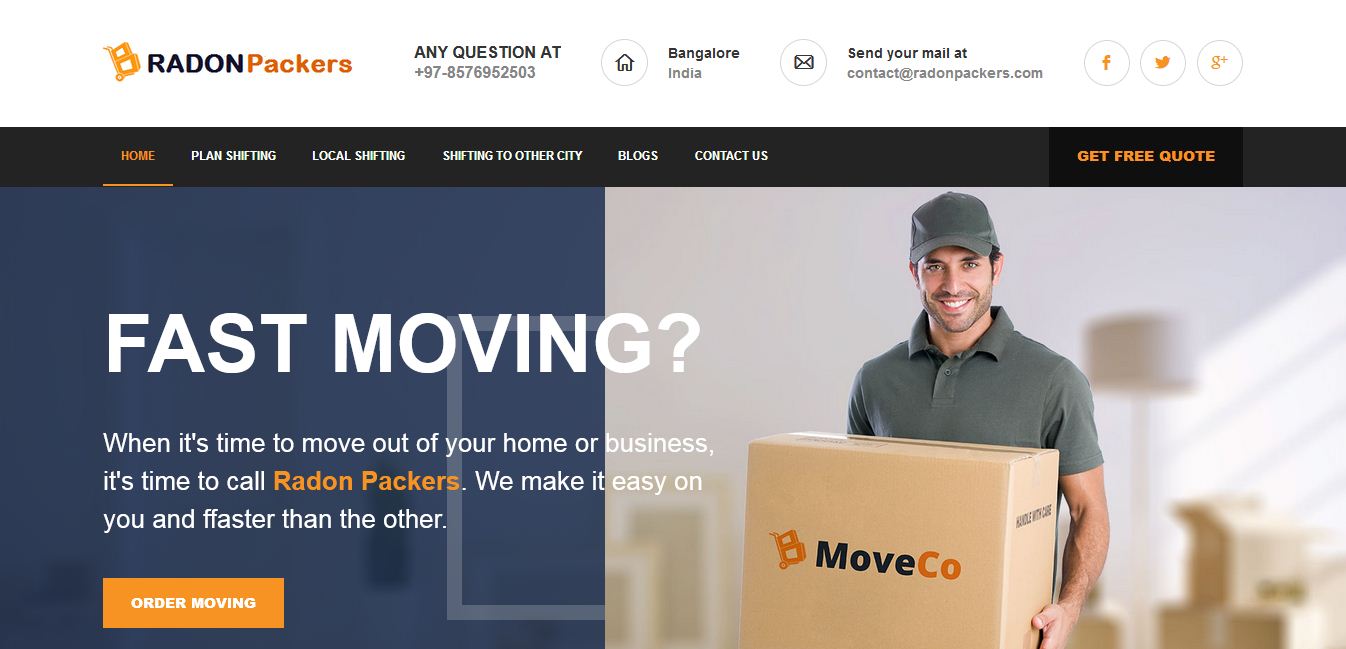 RADONPackers
ANY QUESTION AT
+97-8576952503
Bangalore
India
Send your mail at
contact@radonpackers.com
f
g+
HOME
PLAN SHIFTING
LOCAL SHIFTING
SHIFTING TO OTHER CITY
BLOGS
CONTACT US
GET FREE QUOTE
FAST MOVING?
When it's time to move out of your home or business,
it's time to call Radon Packers. We make it easy on
you and ffaster than the other.
ORDER MOVING
HANDLE WITH CARE
MoveCo